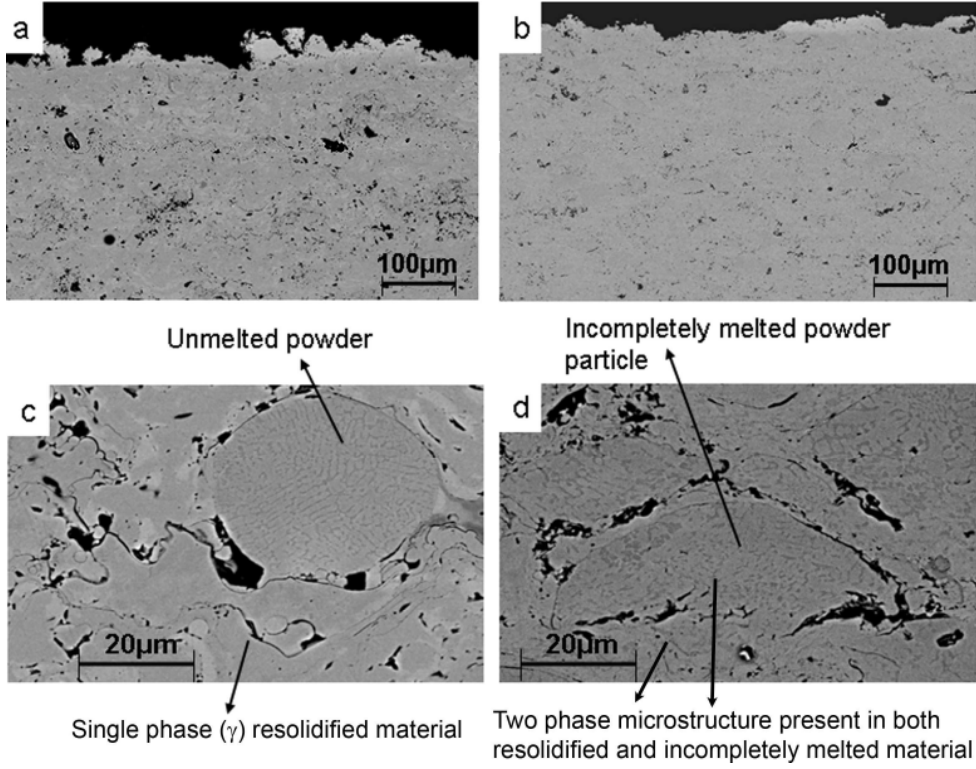 a
b
100µm
100µm
Unmelted powder
Incompletely melted powder
particle
c
d
20µm
20µm
Single phase (γ) resolidified material
Two phase microstructure present in both
resolidified and incompletely melted material